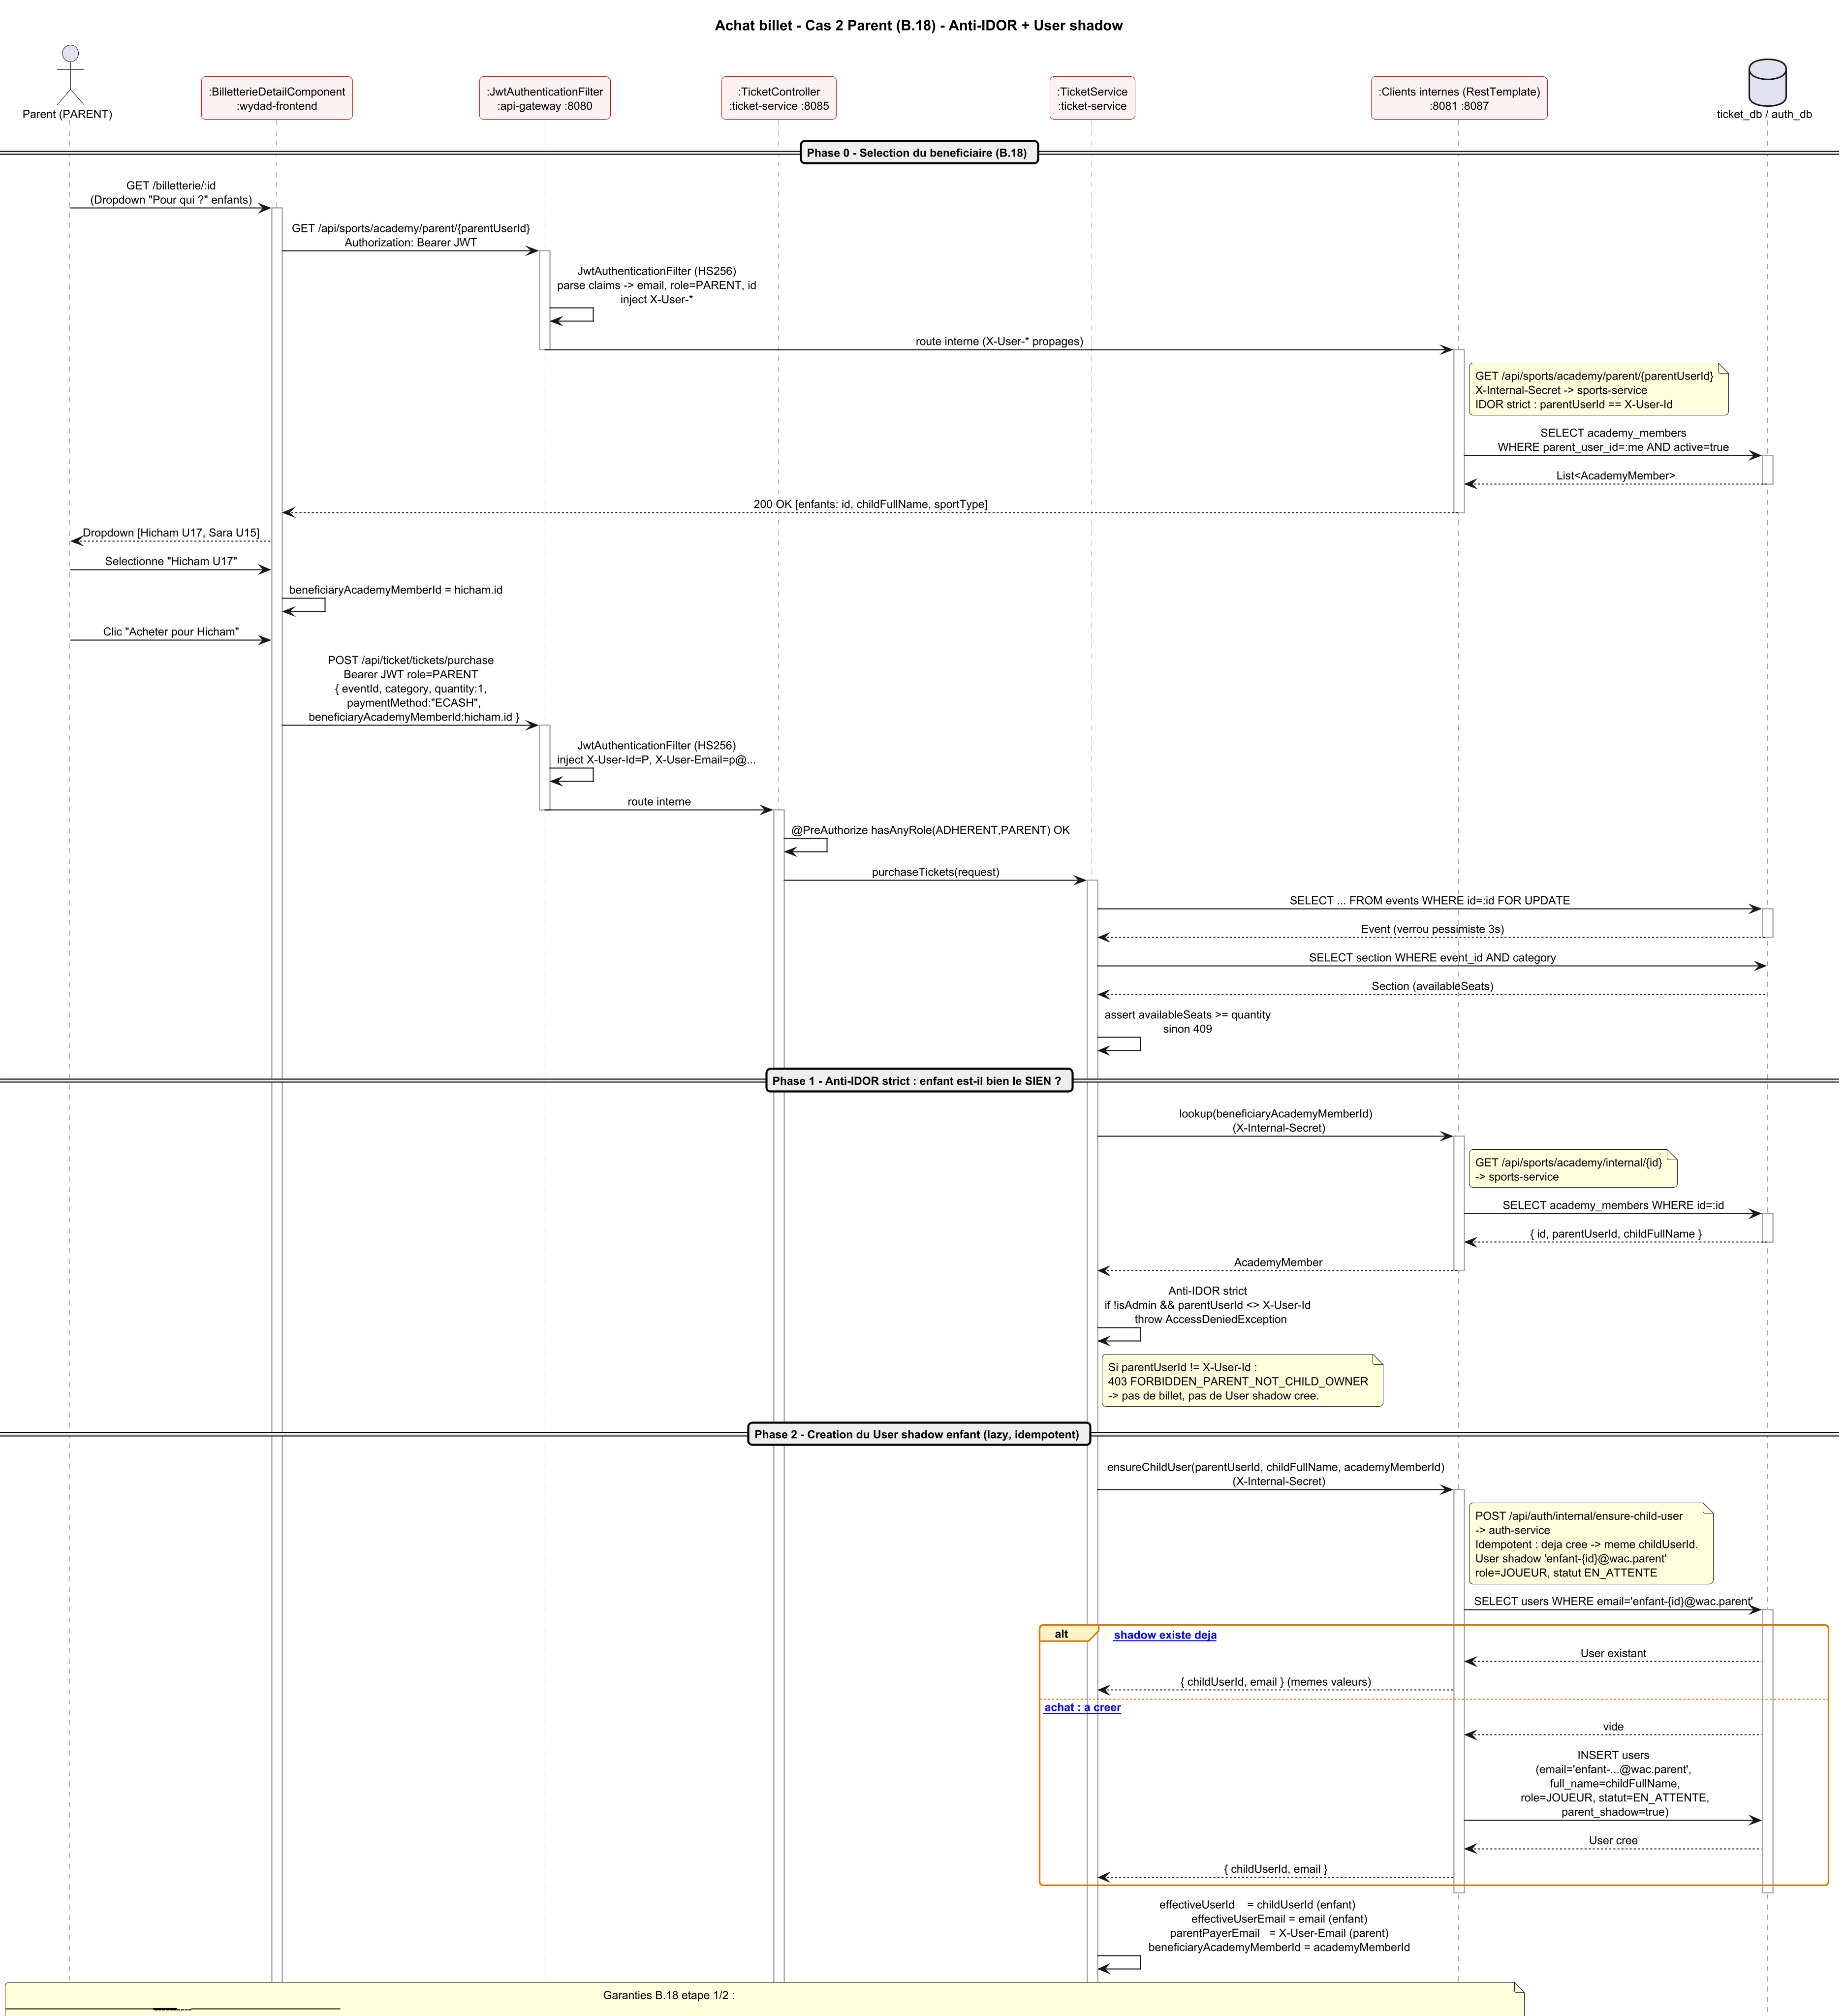 Achat billet - Cas 2 Parent (B.18) - Anti-IDOR + User shadow
Parent (PARENT)
:BilletterieDetailComponent
:wydad-frontend
:JwtAuthenticationFilter
:api-gateway :8080
:TicketController
:ticket-service :8085
:TicketService
:ticket-service
:Clients internes (RestTemplate)
:8081 :8087
ticket_db / auth_db
Phase 0 - Selection du beneficiaire (B.18)
GET /billetterie/:id
(Dropdown "Pour qui ?" enfants)
GET /api/sports/academy/parent/{parentUserId}
Authorization: Bearer JWT
JwtAuthenticationFilter (HS256)
parse claims -> email, role=PARENT, id
inject X-User-*
route interne (X-User-* propages)
GET /api/sports/academy/parent/{parentUserId}
X-Internal-Secret -> sports-service
IDOR strict : parentUserId == X-User-Id
SELECT academy_members
WHERE parent_user_id=:me AND active=true
List<AcademyMember>
200 OK [enfants: id, childFullName, sportType]
Dropdown [Hicham U17, Sara U15]
Selectionne "Hicham U17"
beneficiaryAcademyMemberId = hicham.id
Clic "Acheter pour Hicham"
POST /api/ticket/tickets/purchase
Bearer JWT role=PARENT
{ eventId, category, quantity:1,
paymentMethod:"ECASH",
beneficiaryAcademyMemberId:hicham.id }
JwtAuthenticationFilter (HS256)
inject X-User-Id=P, X-User-Email=p@...
route interne
@PreAuthorize hasAnyRole(ADHERENT,PARENT) OK
purchaseTickets(request)
SELECT ... FROM events WHERE id=:id FOR UPDATE
Event (verrou pessimiste 3s)
SELECT section WHERE event_id AND category
Section (availableSeats)
assert availableSeats >= quantity
sinon 409
Phase 1 - Anti-IDOR strict : enfant est-il bien le SIEN ?
lookup(beneficiaryAcademyMemberId)
(X-Internal-Secret)
GET /api/sports/academy/internal/{id}
-> sports-service
SELECT academy_members WHERE id=:id
{ id, parentUserId, childFullName }
AcademyMember
Anti-IDOR strict
if !isAdmin && parentUserId <> X-User-Id
throw AccessDeniedException
Si parentUserId != X-User-Id :
403 FORBIDDEN_PARENT_NOT_CHILD_OWNER
-> pas de billet, pas de User shadow cree.
Phase 2 - Creation du User shadow enfant (lazy, idempotent)
ensureChildUser(parentUserId, childFullName, academyMemberId)
(X-Internal-Secret)
POST /api/auth/internal/ensure-child-user
-> auth-service
Idempotent : deja cree -> meme childUserId.
User shadow 'enfant-{id}@wac.parent'
role=JOUEUR, statut EN_ATTENTE
SELECT users WHERE email='enfant-{id}@wac.parent'
alt
shadow existe deja
User existant
{ childUserId, email } (memes valeurs)
achat : a creer
vide
INSERT users
(email='enfant-...@wac.parent',
full_name=childFullName,
role=JOUEUR, statut=EN_ATTENTE,
parent_shadow=true)
User cree
{ childUserId, email }
effectiveUserId = childUserId (enfant)
effectiveUserEmail = email (enfant)
parentPayerEmail = X-User-Email (parent)
beneficiaryAcademyMemberId = academyMemberId
Garanties B.18 etape 1/2 :